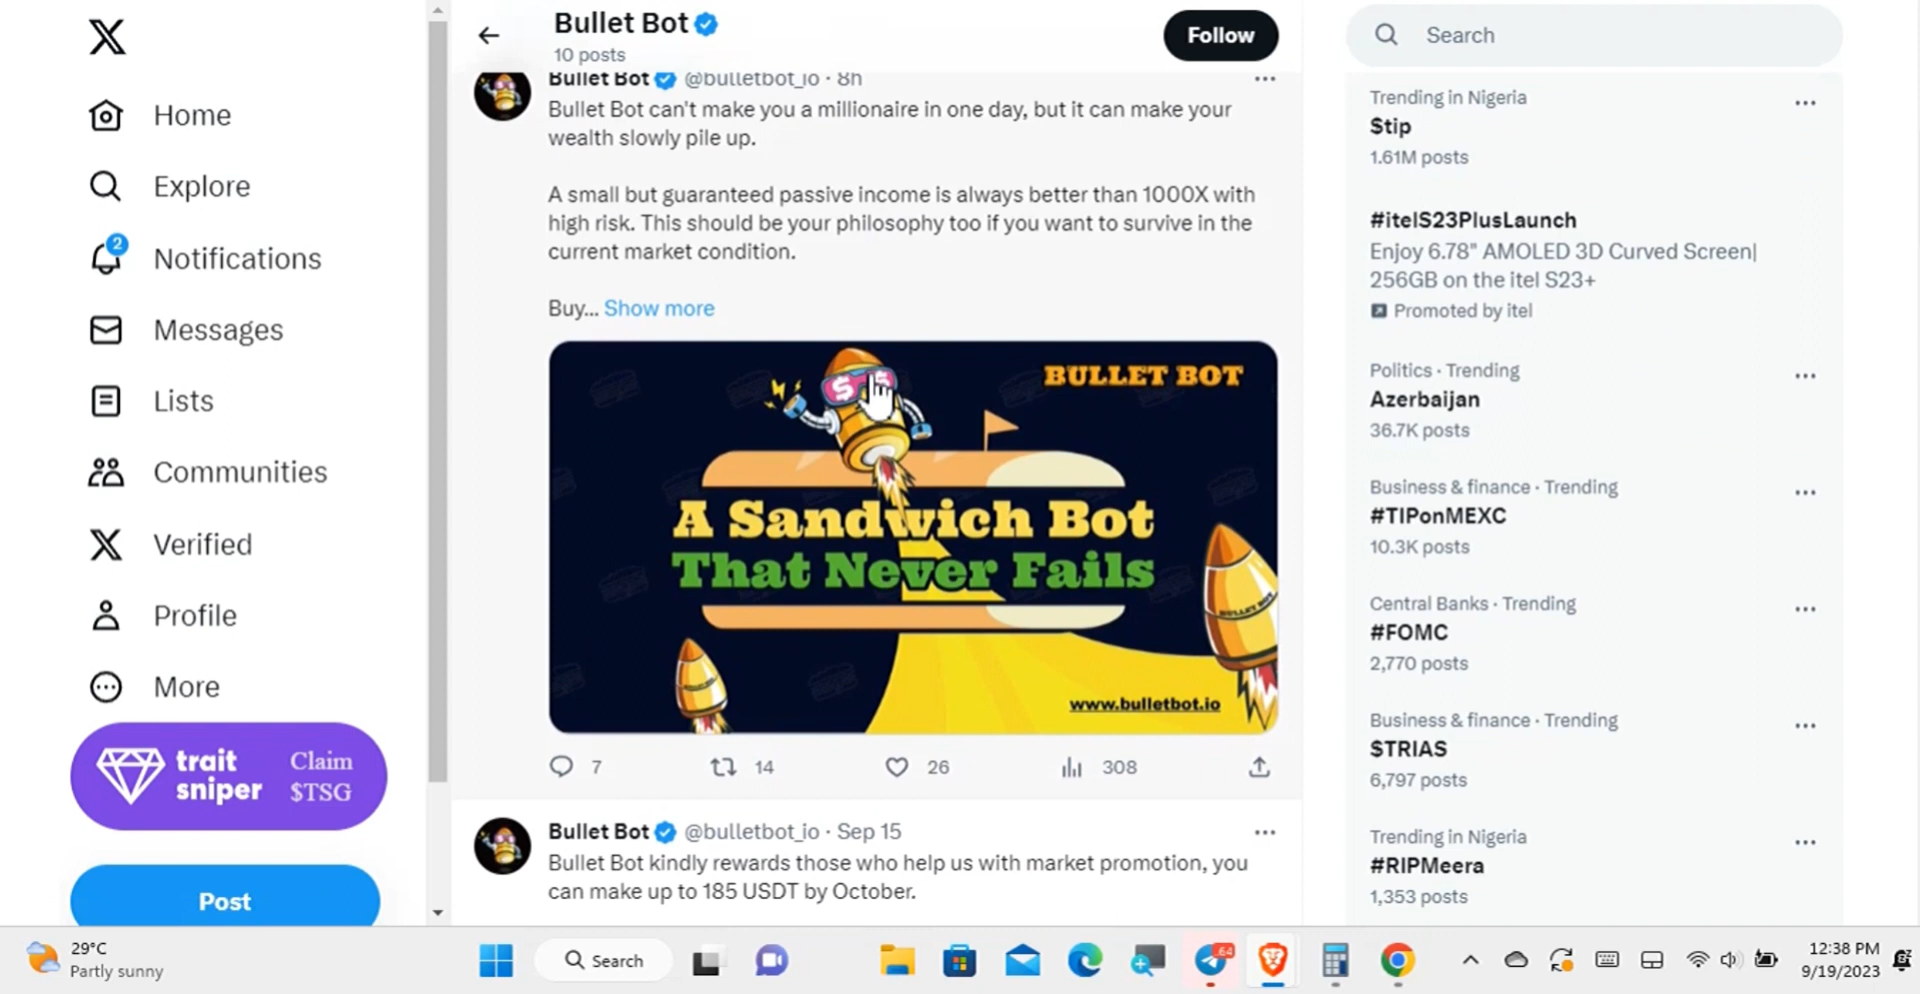 Home
Explore
2
Notifications
Messages
Lists
Communities
Verified
Profile
More
trait
sniper
Claim
$TSG
Post
Bullet Bot
10 posts
Follow
Bullet Bot @bulletbot_io · 8h
Bullet Bot can't make you a millionaire in one day, but it can make your
wealth slowly pile up.
A small but guaranteed passive income is always better than 1000X with
high risk. This should be your philosophy too if you want to survive in the
current market condition.
Buy... Show more
BULLET BOT
A Sandwich Bot
That Never Fails
BULLET BOT
www.bulletbot.io
7
14
26
308
Bullet Bot @bulletbot_io · Sep 15
Bullet Bot kindly rewards those who help us with market promotion, you
can make up to 185 USDT by October.
Search
Trending in Nigeria
$tip
1.61M posts
#itelS23PlusLaunch
Enjoy 6.78" AMOLED 3D Curved Screen|
256GB on the itel S23+
Promoted by itel
Politics · Trending
Azerbaijan
36.7K posts
Business & finance · Trending
#TIPonMEXC
10.3K posts
Central Banks · Trending
#FOMC
2,770 posts
Business & finance · Trending
$TRIAS
6,797 posts
Trending in Nigeria
#RIPMeera
1,353 posts
29°C
Partly sunny
Search
64
12:38 PM
9/19/2023